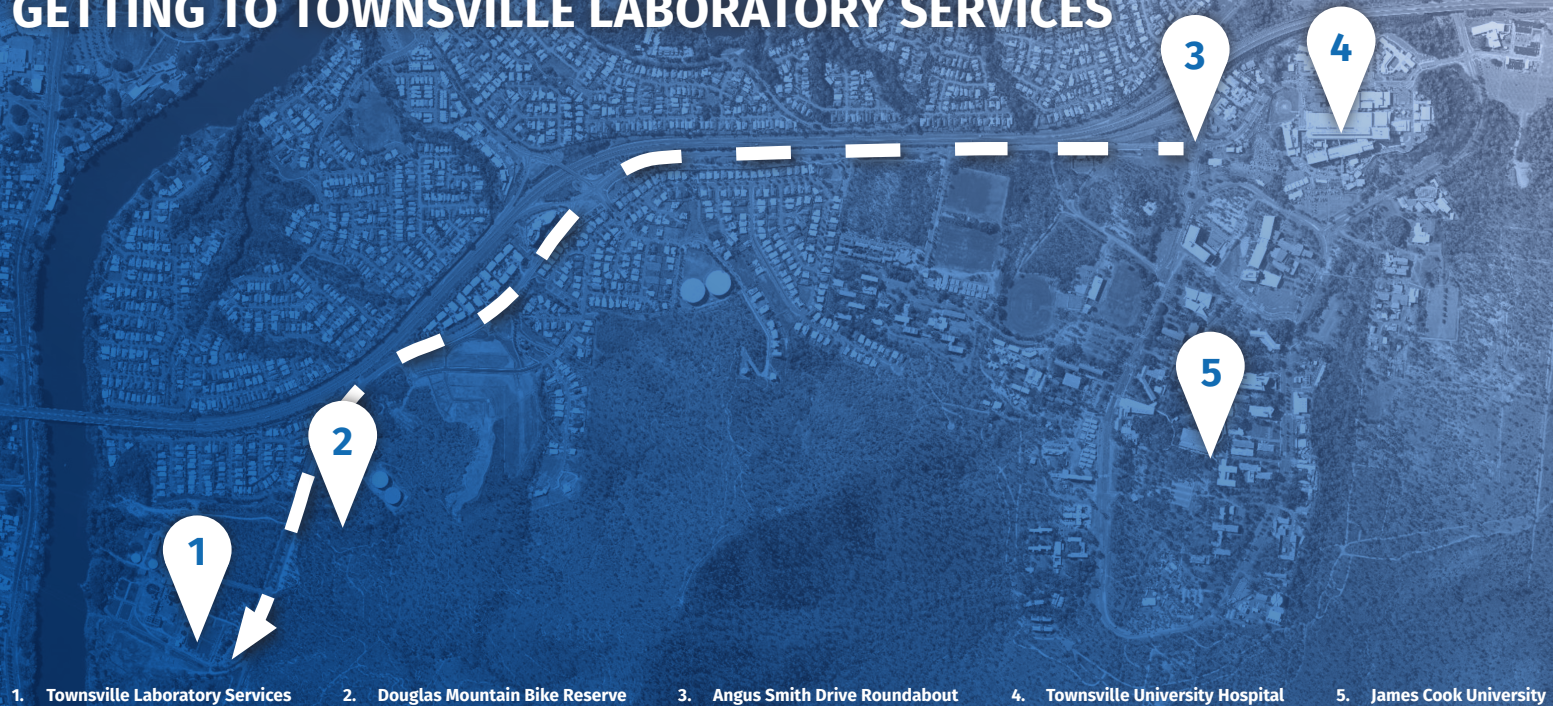 GETTING TO TOWNSVILLE LABORATORY SERVICES
3
4
5
2
1
1. Townsville Laboratory Services 2. Douglas Mountain Bike Reserve 3. Angus Smith Drive Roundabout 4. Townsville University Hospital 5. James Cook University